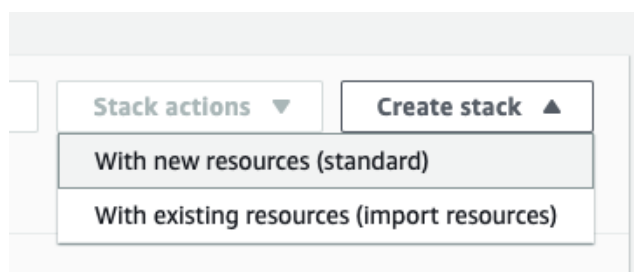 Stack actions ▼ Create stack ▲
With new resources (standard)
With existing resources (import resources)